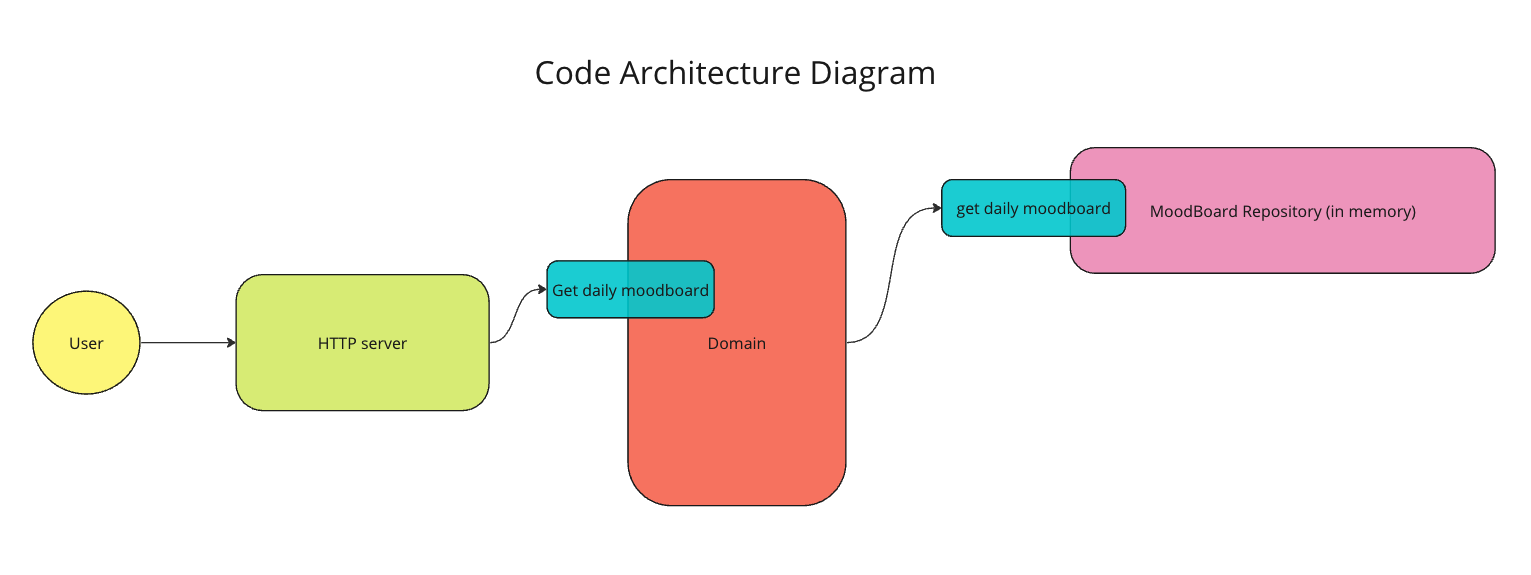 Code Architecture Diagram
User
HTTP server
Get daily moodboard
Domain
get daily moodboard
MoodBoard Repository (in memory)